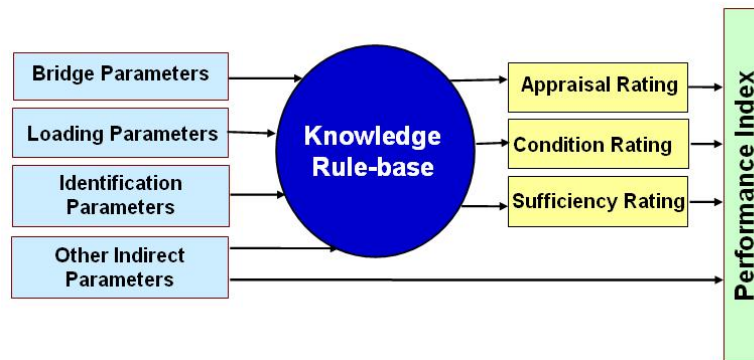 Bridge Parameters
Loading Parameters
Identification
Parameters
Other Indirect
Parameters
Knowledge
Rule-base
Appraisal Rating
Condition Rating
Sufficiency Rating
Performance Index